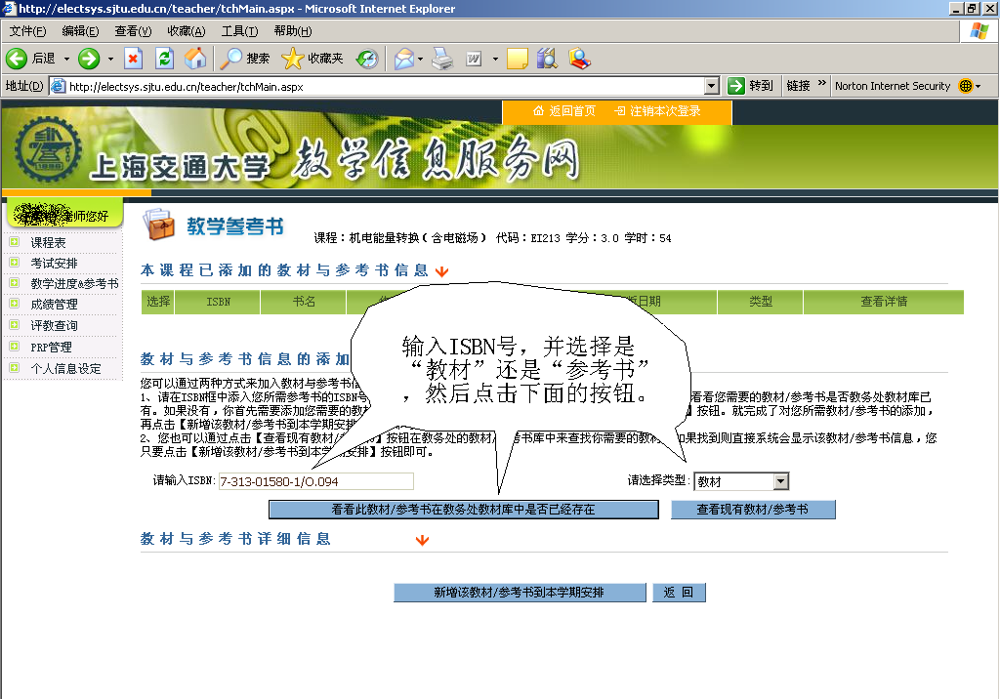 http://electsys.sjtu.edu.cn/teacher/tchMain.aspx - Microsoft Internet Explorer
文件(F) 编辑(E) 查看(V) 收藏(A) 工具(T) 帮助(H)
后退 搜索 收藏夹
地址(D) http://electsys.sjtu.edu.cn/teacher/tchMain.aspx 转到 链接 » Norton Internet Security
返回首页 注销本次登录
上海交通大学 教学信息服务网
老师您好
课程表
考试安排
教学进度&参考书
成绩管理
评教查询
PRP管理
个人信息设定
教学参考书 课程：机电能量转换(含电磁场) 代码：EI213 学分：3.0 学时：54
本课程已添加的教材与参考书信息
选择 ISBN 书名 日期 类型 查看详情
输入ISBN号，并选择是
“教材”还是“参考书”
，然后点击下面的按钮。
教材与参考书信息的添加
您可以通过两种方式来加入教材与参考书
1、请在ISBN框中添入您所需参考书的ISBN号 看看您需要的教材/参考书是否教务处教材库已
有。如果没有，你首先需要添加您需要的教 】按钮。就完成了对您所需教材/参考书的添加，
再点击【新增该教材/参考书到本学期安排
2、您也可以通过点击【查看现有教材/ 】按钮在教务处的教材/ 书库中来查找你需要的教材 如果找到则直接系统会显示该教材/参考书信息，您
只要点击【新增该教材/参考书到本学 安排】按钮即可。
请输入ISBN: 7-313-01580-1/O.094 请选择类型: 教材
看看此教材/参考书在教务处教材库中是否已经存在 查看现有教材/参考书
教材与参考书详细信息
新增该教材/参考书到本学期安排 返 回